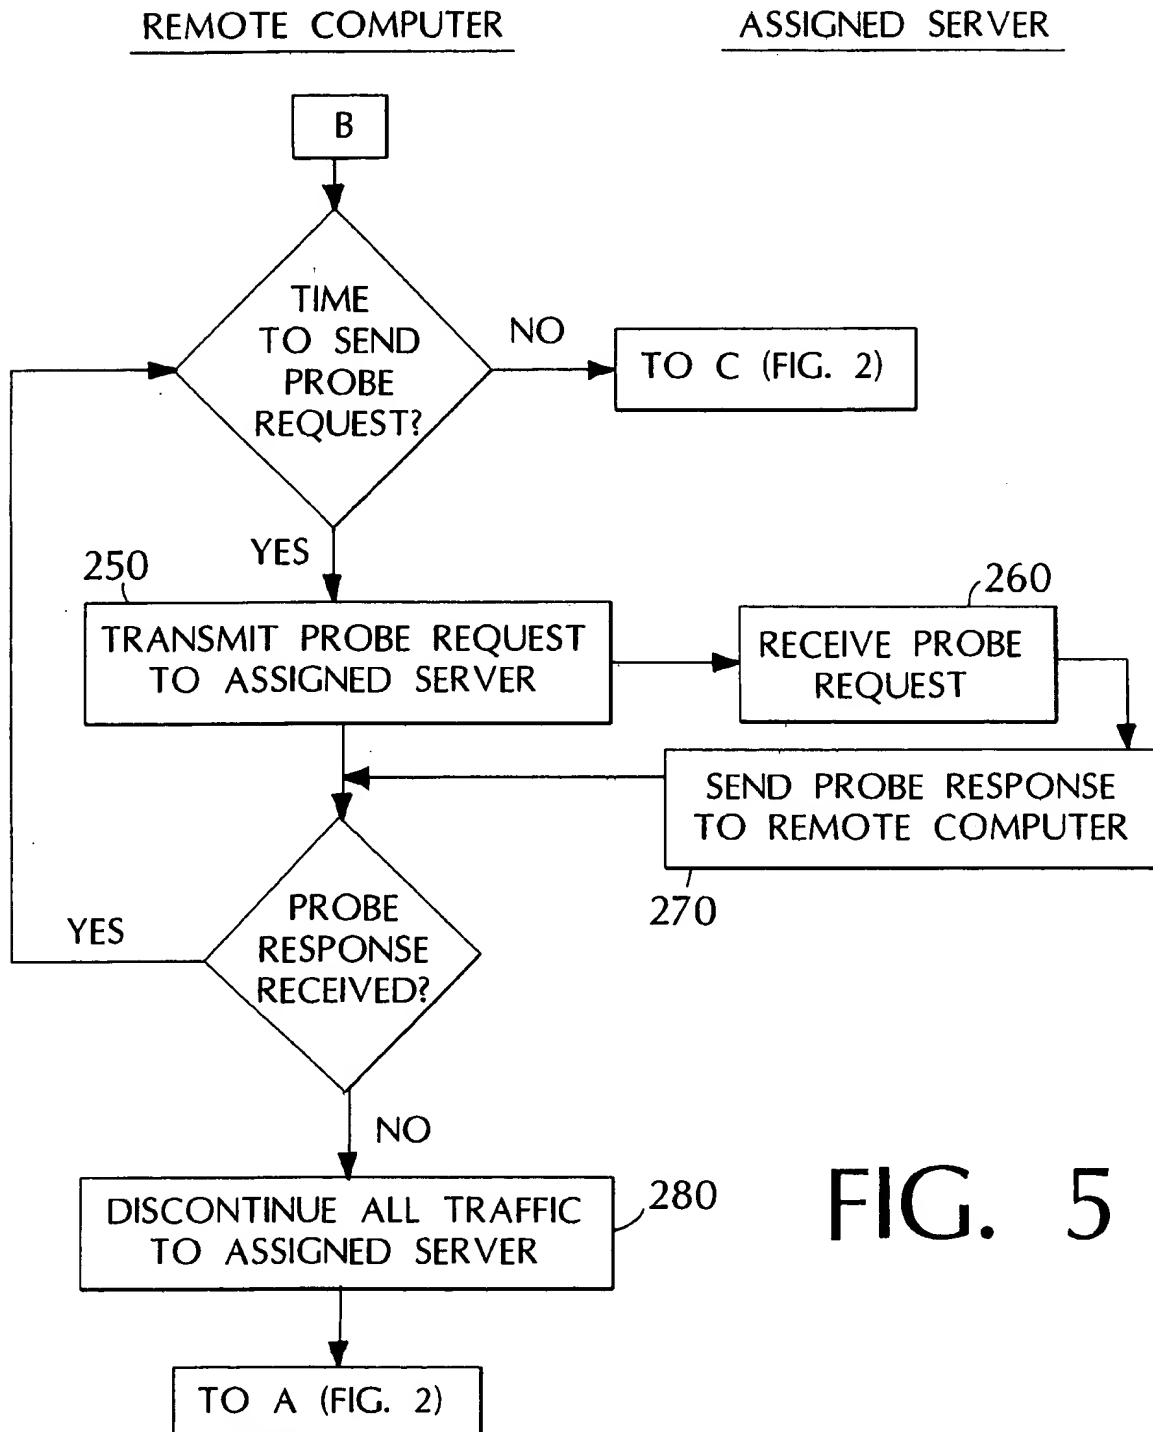 REMOTE COMPUTER
ASSIGNED SERVER
B
TIME
TO SEND
PROBE
REQUEST?
NO
TO C (FIG. 2)
YES
250
TRANSMIT PROBE REQUEST
TO ASSIGNED SERVER
260
RECEIVE PROBE
REQUEST
SEND PROBE RESPONSE
TO REMOTE COMPUTER
270
PROBE
RESPONSE
RECEIVED?
YES
NO
DISCONTINUE ALL TRAFFIC
TO ASSIGNED SERVER
280
FIG. 5
TO A (FIG. 2)